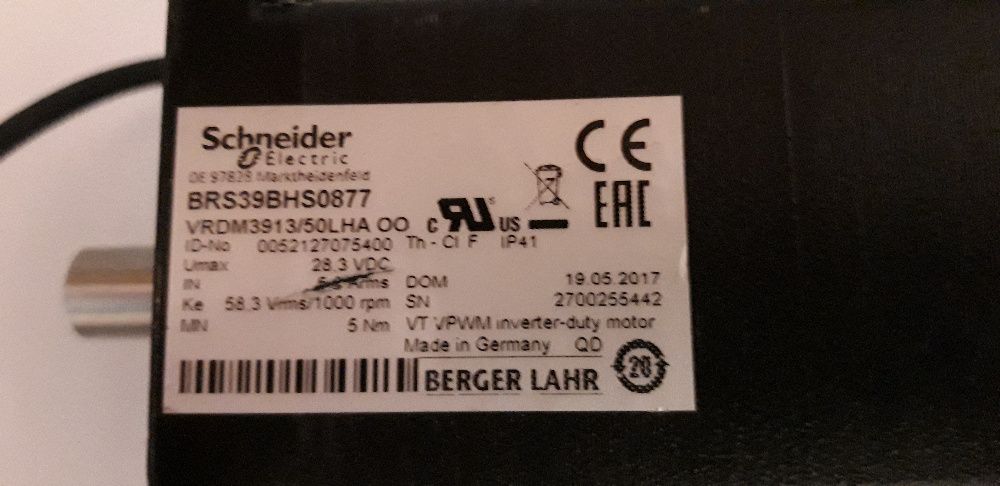 Schneider
Electric
DE 97828 Marktheidenfeld
BRS39BHS0877
VRDM3913/50LHA OO
c RU US
CE
EAC
ID-No 0052127075400 Th - Cl F IP41
Umax 28.3 VDC
IN Arms DOM 19.05.2017
Ke 58.3 Vrms/1000 rpm SN 2700255442
MN 5 Nm VT VPWM inverter-duty motor
Made in Germany QD
BERGER LAHR
20